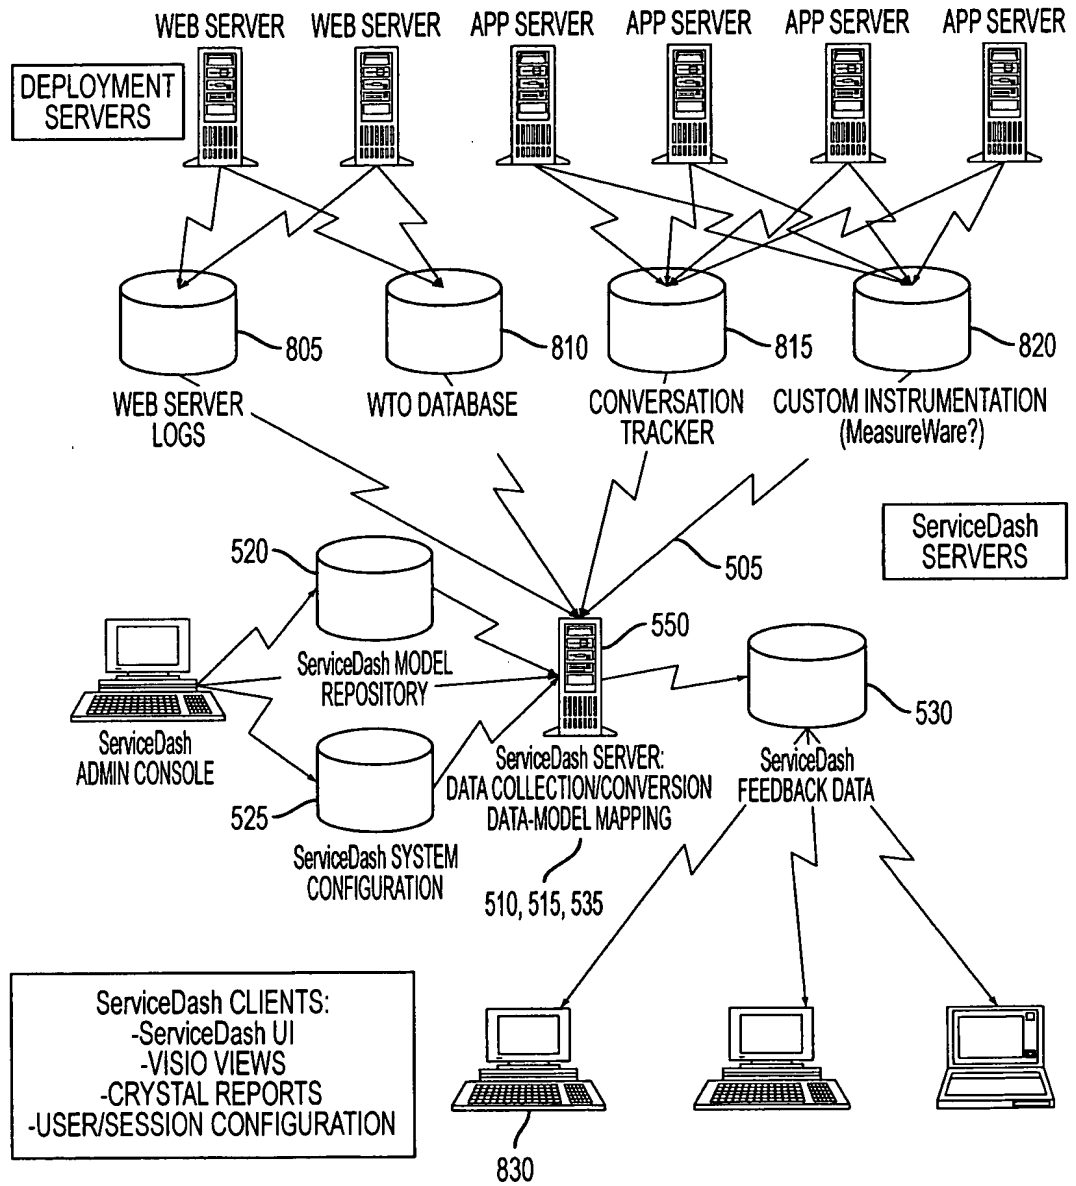 WEB SERVER
WEB SERVER
APP SERVER
APP SERVER
APP SERVER
APP SERVER
DEPLOYMENT
SERVERS
805
810
815
820
WEB SERVER
LOGS
WTO DATABASE
CONVERSATION
TRACKER
CUSTOM INSTRUMENTATION
(MeasureWare?)
ServiceDash
SERVERS
520
505
550
ServiceDash MODEL
REPOSITORY
530
ServiceDash
ADMIN CONSOLE
525
ServiceDash SERVER:
DATA COLLECTION/CONVERSION
DATA-MODEL MAPPING
ServiceDash
FEEDBACK DATA
ServiceDash SYSTEM
CONFIGURATION
510, 515, 535
ServiceDash CLIENTS:
-ServiceDash UI
-VISIO VIEWS
-CRYSTAL REPORTS
-USER/SESSION CONFIGURATION
830